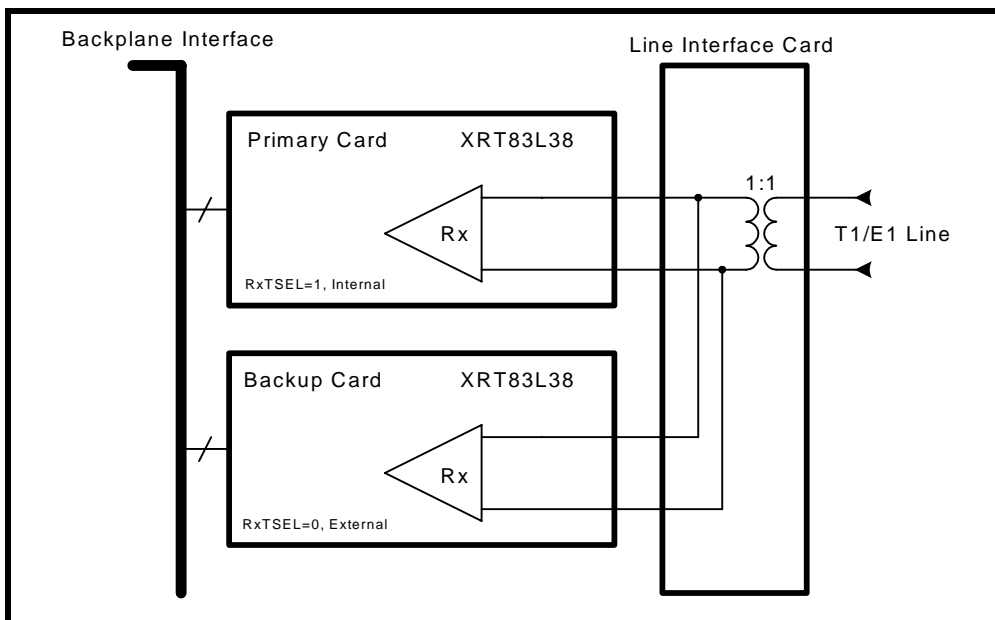 Backplane Interface
Line Interface Card
Primary Card XRT83L38
1:1
Rx
T1/E1 Line
RxTSEL=1, Internal
Backup Card XRT83L38
Rx
RxTSEL=0, External